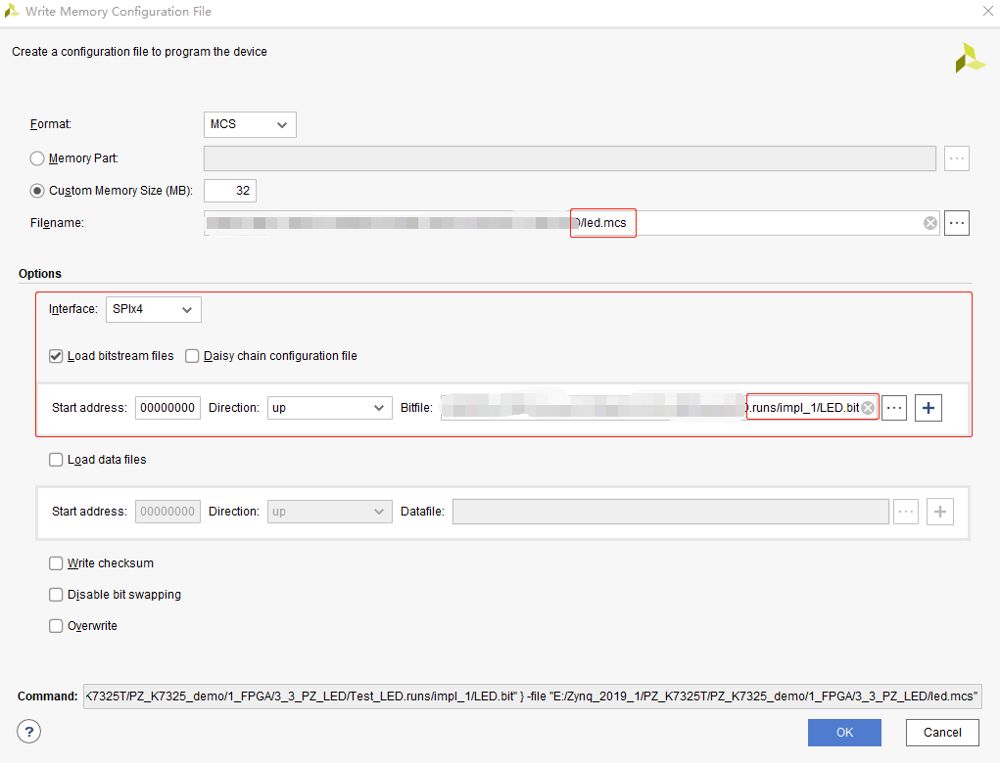 Write Memory Configuration File
Create a configuration file to program the device
Format: MCS
Memory Part: ...
Custom Memory Size (MB): 32
Filename: /led.mcs ...
Options
Interface: SPIx4
Load bitstream files Daisy chain configuration file
Start address: 00000000 Direction: up Bitfile: .runs/impl_1/LED.bit ... +
Load data files
Start address: 00000000 Direction: up Datafile: ... +
Write checksum
Disable bit swapping
Overwrite
Command: K7325T/PZ_K7325_demo/1_FPGA/3_3_PZ_LED/Test_LED.runs/impl_1/LED.bit" } -file "E:/Zynq_2019_1/PZ_K7325T/PZ_K7325_demo/1_FPGA/3_3_PZ_LED/led.mcs"
? OK Cancel